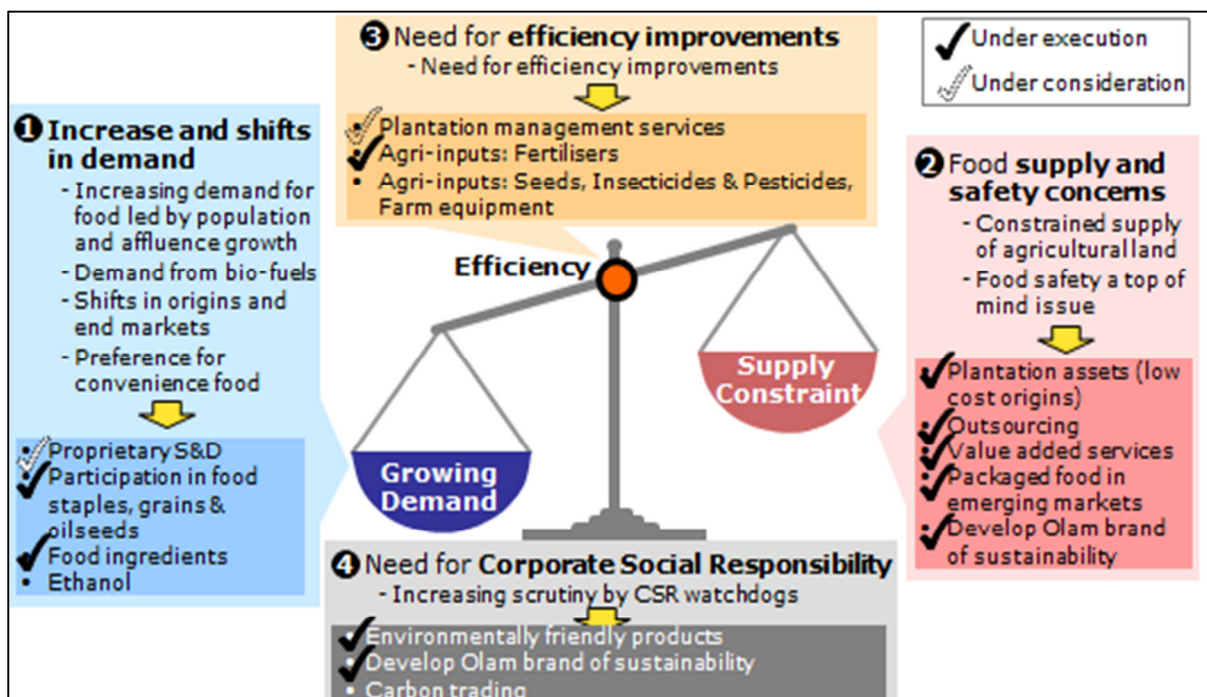 ❸ Need for efficiency improvements
- Need for efficiency improvements
• Plantation management services
• Agri-inputs: Fertilisers
• Agri-inputs: Seeds, Insecticides & Pesticides,
Farm equipment
Under execution
Under consideration
❶ Increase and shifts
in demand
- Increasing demand for
food led by population
and affluence growth
- Demand from bio-fuels
- Shifts in origins and
end markets
- Preference for
convenience food
• Proprietary S&D
• Participation in food
staples, grains &
oilseeds
• Food ingredients
• Ethanol
Efficiency
Growing
Demand
Supply
Constraint
❷ Food supply and
safety concerns
- Constrained supply
of agricultural land
- Food safety a top of
mind issue
• Plantation assets (low
cost origins)
• Outsourcing
• Value added services
• Packaged food in
emerging markets
• Develop Olam brand
of sustainability
❹ Need for Corporate Social Responsibility
- Increasing scrutiny by CSR watchdogs
• Environmentally friendly products
• Develop Olam brand of sustainability
• Carbon trading